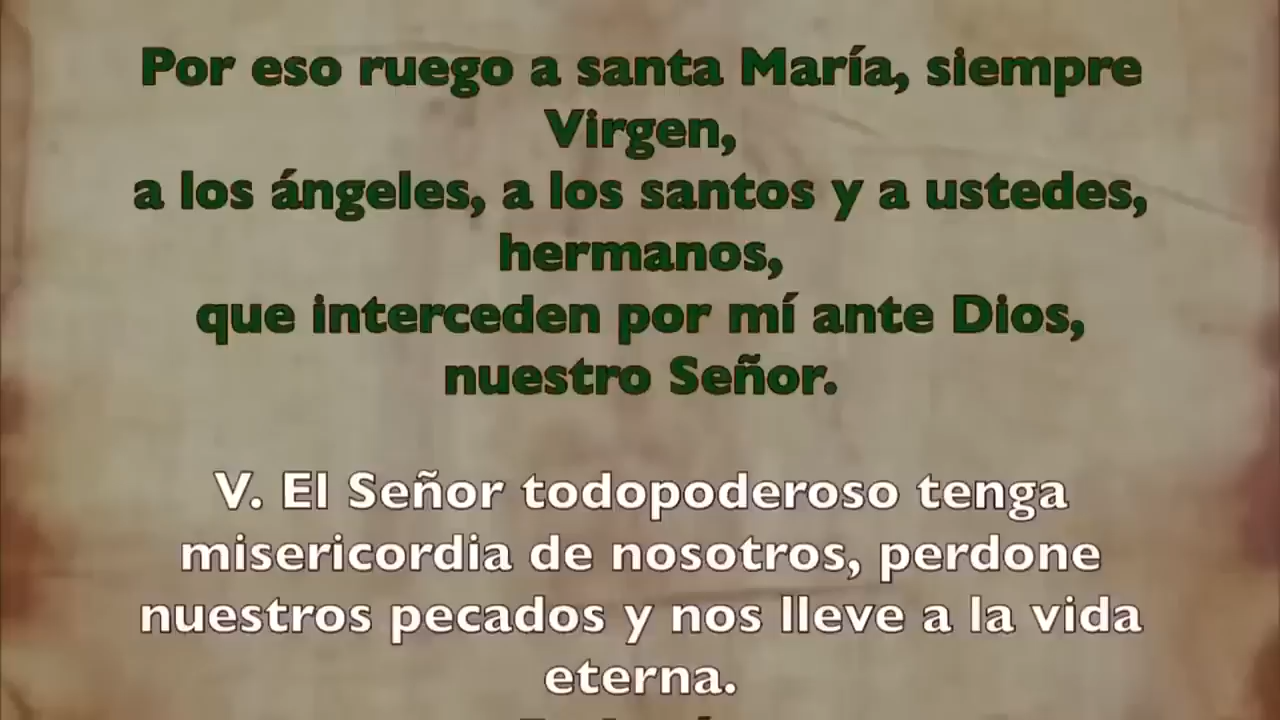 Por eso ruego a santa María, siempre
Virgen,
a los ángeles, a los santos y a ustedes,
hermanos,
que interceden por mí ante Dios,
nuestro Señor.
V. El Señor todopoderoso tenga
misericordia de nosotros, perdone
nuestros pecados y nos lleve a la vida
eterna.